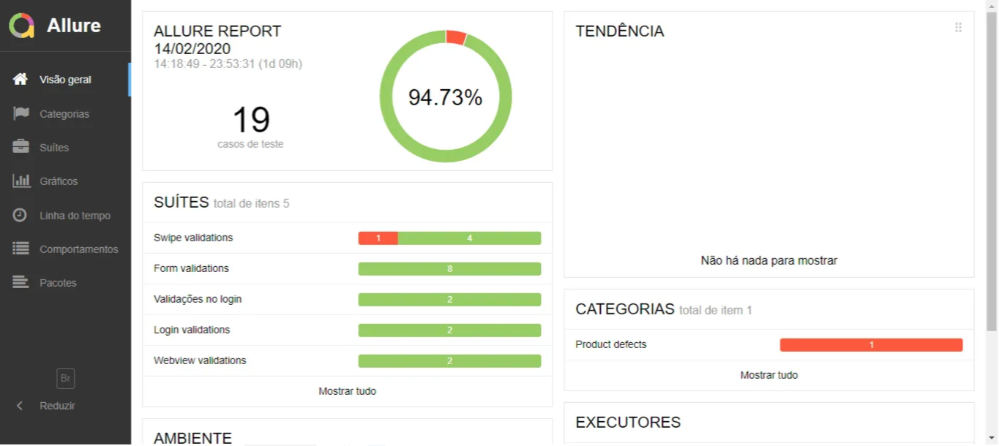 Allure
Visão geral
Categorias
Suítes
Gráficos
Linha do tempo
Comportamentos
Pacotes
Br
Reduzir
ALLURE REPORT
14/02/2020
14:18:49 - 23:53:31 (1d 09h)
19
casos de teste
94.73%
SUÍTES total de itens 5
Swipe validations 1 4
Form validations 8
Validações no login 2
Login validations 2
Webview validations 2
Mostrar tudo
AMBIENTE
TENDÊNCIA
Não há nada para mostrar
CATEGORIAS total de item 1
Product defects 1
Mostrar tudo
EXECUTORES